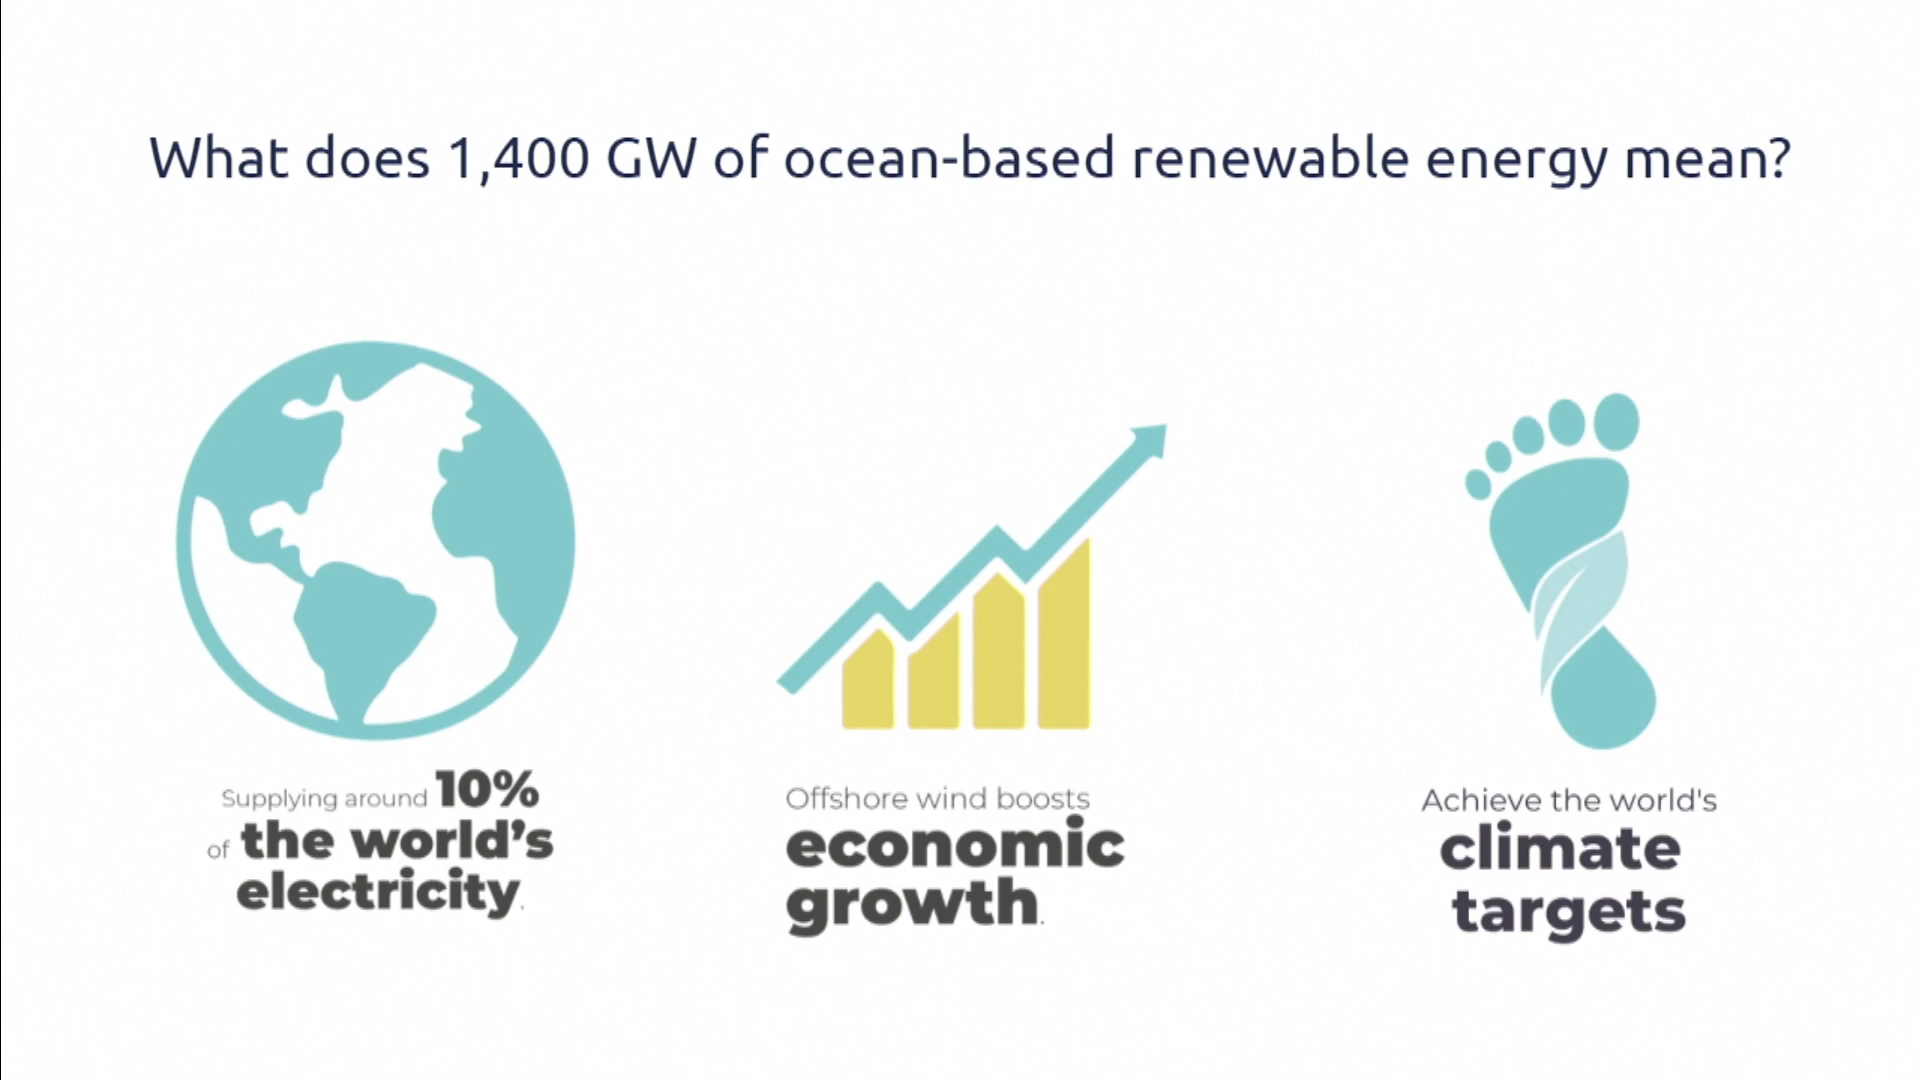 What does 1,400 GW of ocean-based renewable energy mean?
Supplying around 10%
of the world’s
electricity.
Offshore wind boosts
economic
growth.
Achieve the world's
climate
targets